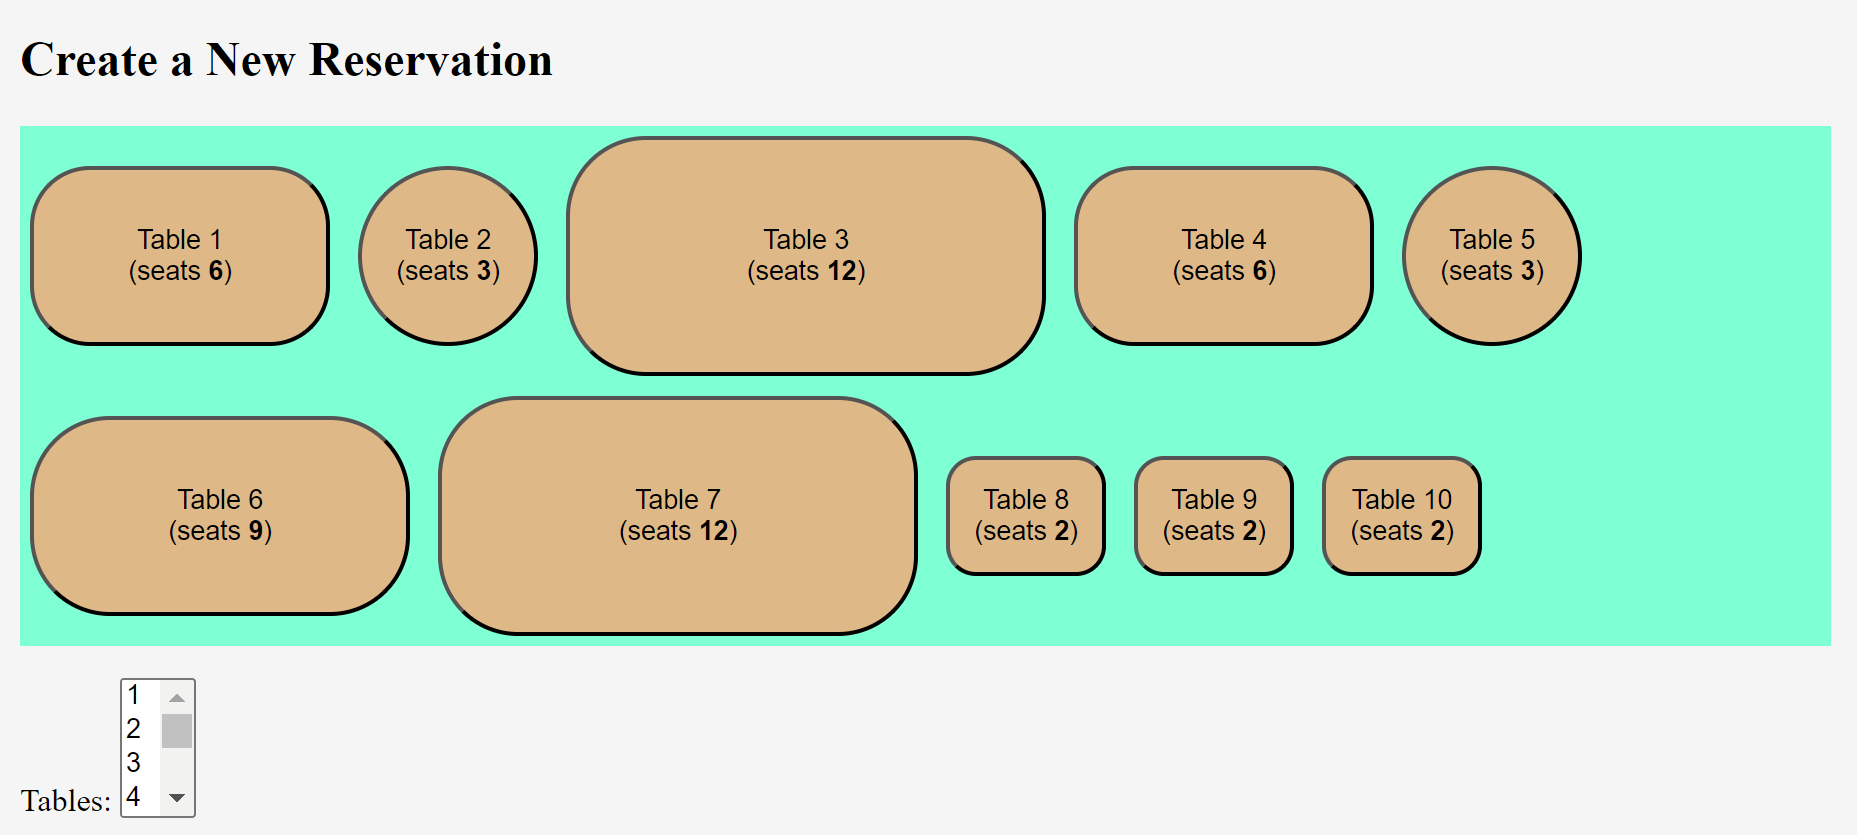 Create a New Reservation
Table 1
(seats 6)
Table 2
(seats 3)
Table 3
(seats 12)
Table 4
(seats 6)
Table 5
(seats 3)
Table 6
(seats 9)
Table 7
(seats 12)
Table 8
(seats 2)
Table 9
(seats 2)
Table 10
(seats 2)
Tables:
1
2
3
4